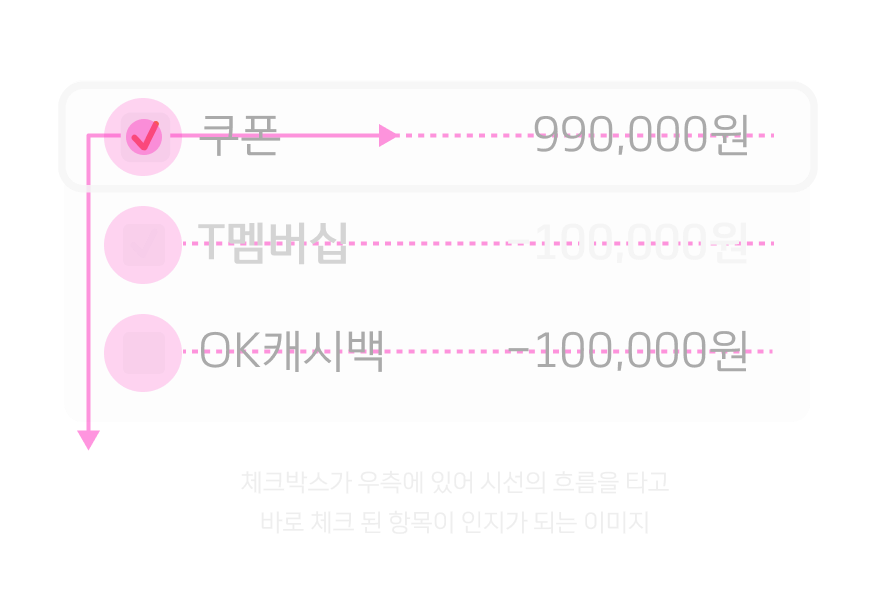 쿠폰 990,000원
T멤버십 -100,000원
OK캐시백 -100,000원
체크박스가 우측에 있어 시선의 흐름을 타고
바로 체크 된 항목이 인지가 되는 이미지